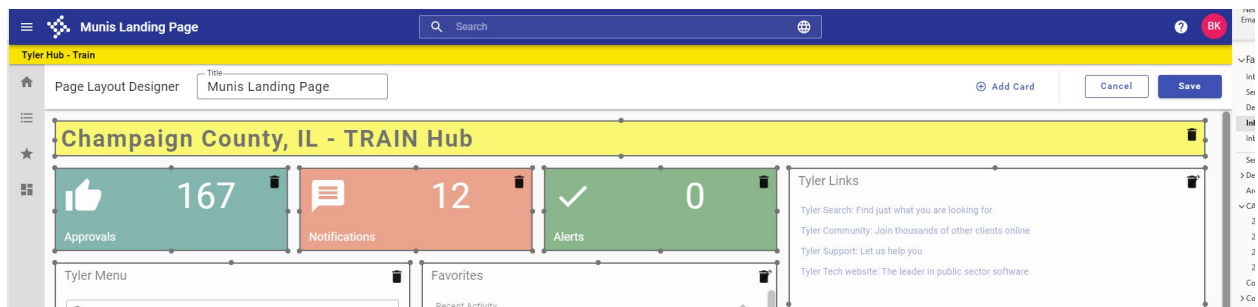 Munis Landing Page
Search
BK
Tyler Hub - Train
Page Layout Designer
Title
Munis Landing Page
Add Card
Cancel
Save
Champaign County, IL - TRAIN Hub
167
Approvals
12
Notifications
0
Alerts
Tyler Links
Tyler Search: Find just what you are looking for
Tyler Community: Join thousands of other clients online
Tyler Support: Let us help you
Tyler Tech website: The leader in public sector software
Tyler Menu
Favorites
Recent Activity